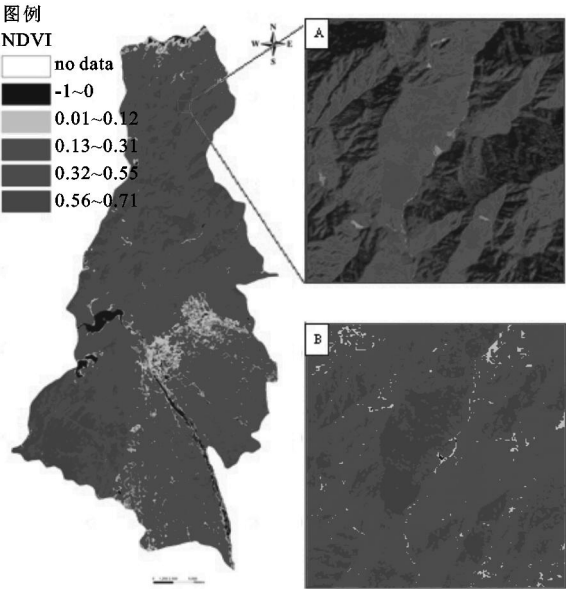 图例
NDVI
no data
-1~0
0.01~0.12
0.13~0.31
0.32~0.55
0.56~0.71
N
W E
S
A
B